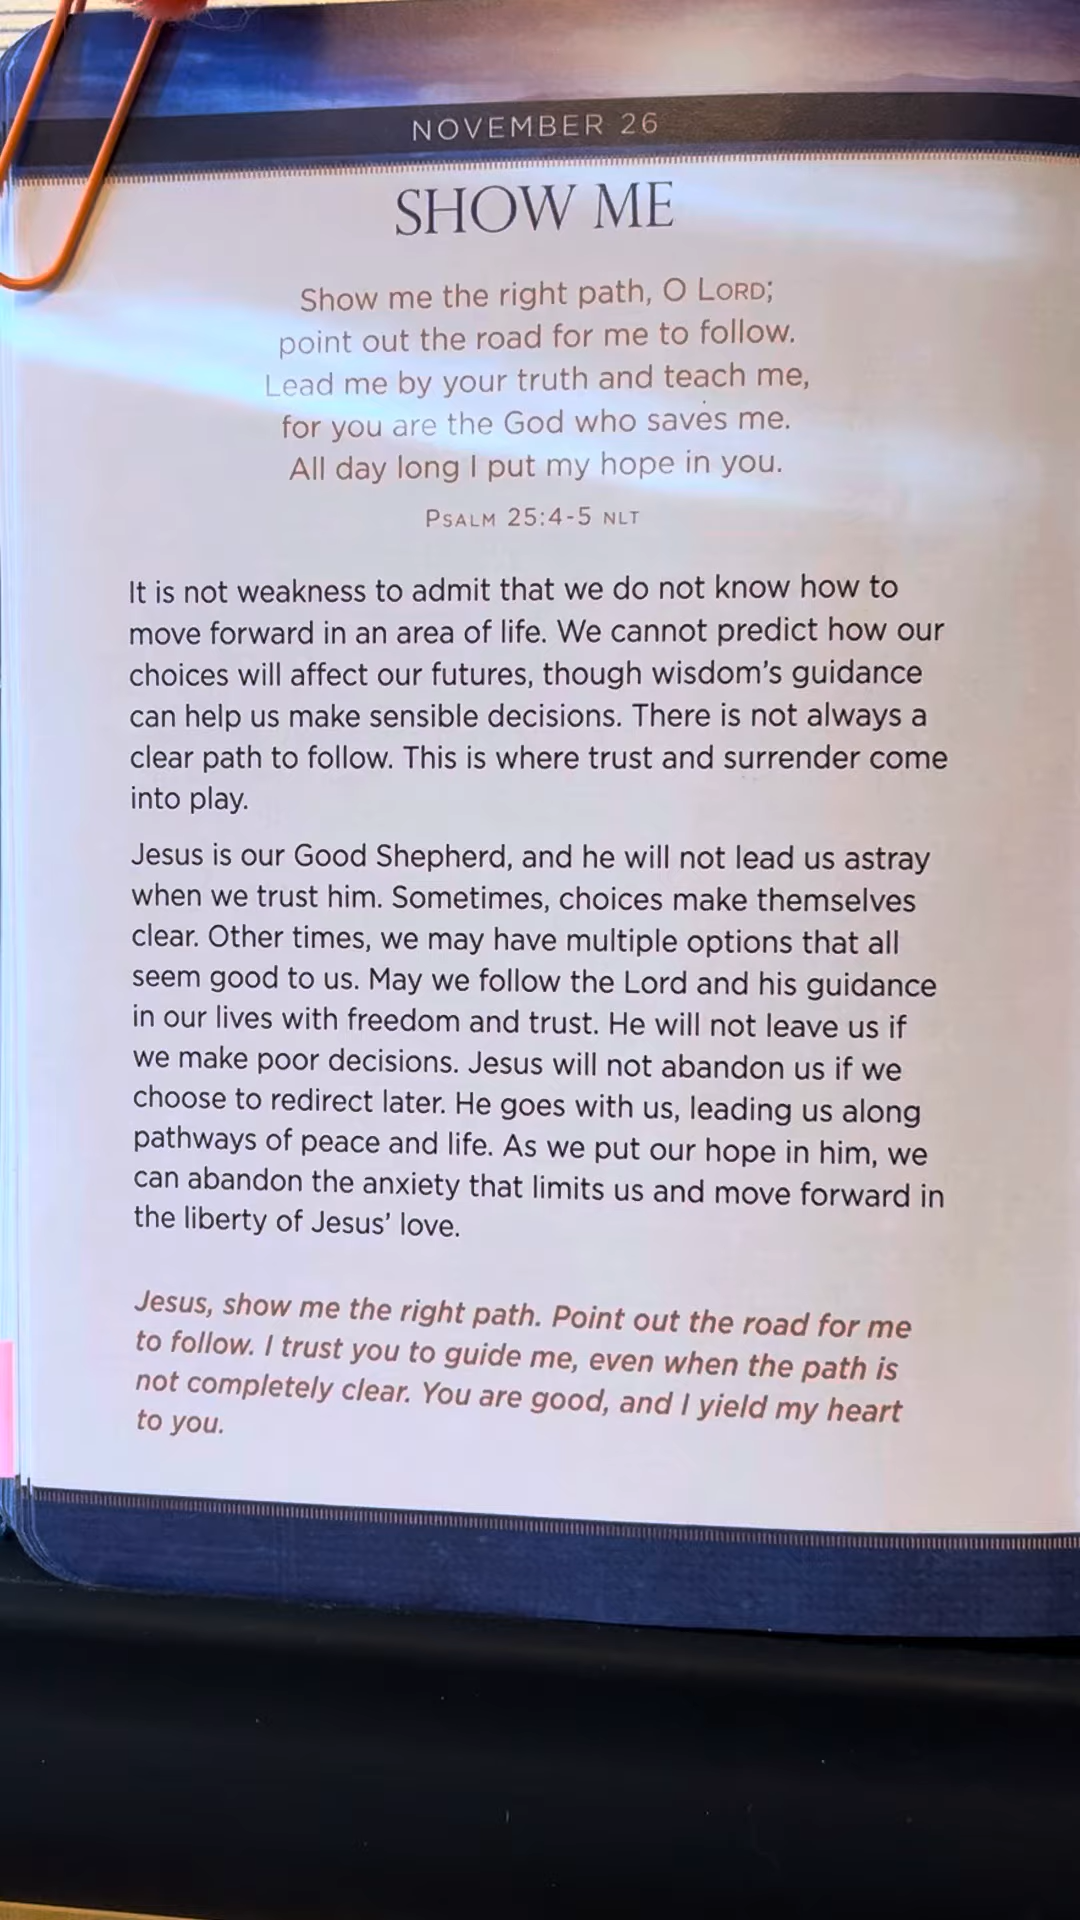 NOVEMBER 26
SHOW ME
Show me the right path, O LORD;
point out the road for me to follow.
Lead me by your truth and teach me,
for you are the God who saves me.
All day long I put my hope in you.
PSALM 25:4-5 NLT
It is not weakness to admit that we do not know how to
move forward in an area of life. We cannot predict how our
choices will affect our futures, though wisdom's guidance
can help us make sensible decisions. There is not always a
clear path to follow. This is where trust and surrender come
into play.
Jesus is our Good Shepherd, and he will not lead us astray
when we trust him. Sometimes, choices make themselves
clear. Other times, we may have multiple options that all
seem good to us. May we follow the Lord and his guidance
in our lives with freedom and trust. He will not leave us if
we make poor decisions. Jesus will not abandon us if we
choose to redirect later. He goes with us, leading us along
pathways of peace and life. As we put our hope in him, we
can abandon the anxiety that limits us and move forward in
the liberty of Jesus' love.
Jesus, show me the right path. Point out the road for me
to follow. I trust you to guide me, even when the path is
not completely clear. You are good, and I yield my heart
to you.